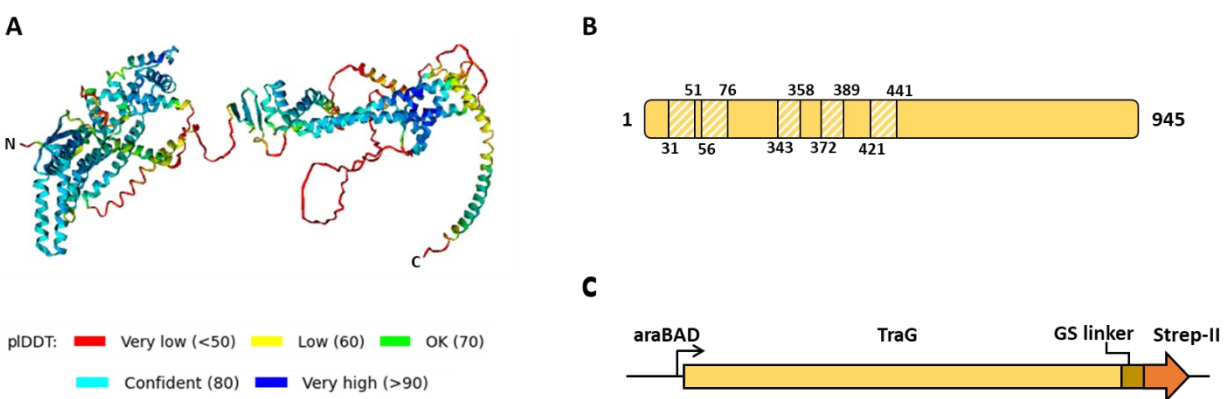 A
N
C
plDDT: Very low (<50) Low (60) OK (70)
Confident (80) Very high (>90)
B
51 76 358 389 441
1 945
31 56 343 372 421
C
araBAD TraG GS linker Strep-II